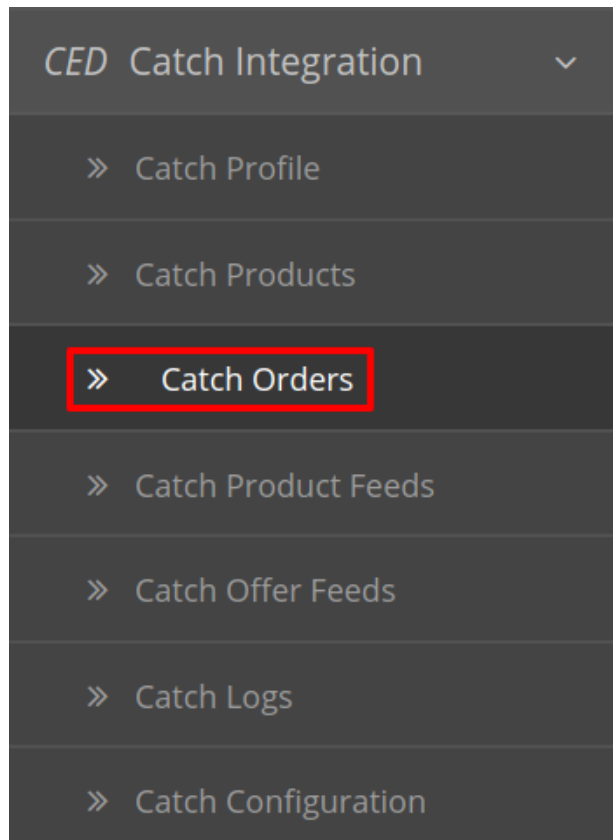 CED Catch Integration
» Catch Profile
» Catch Products
» Catch Orders
» Catch Product Feeds
» Catch Offer Feeds
» Catch Logs
» Catch Configuration